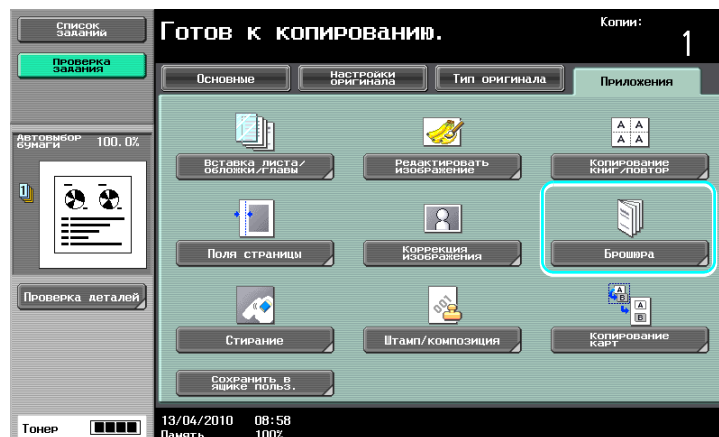 Список
задания
Готов к копированию.
Копии:
1
Проверка
задания
Основные
Настройки
оригинала
Тип оригинала
Приложения
Автовыбор
бумаги
100.0%
Вставка листа/
обложки/главы
Редактировать
изображение
Копирование
книг/повтор
Поля страницы
Коррекция
изображения
Брошюра
Проверка деталей
Стирание
Штамп/композиция
Копирование
карт
Сохранить в
ящике польз.
Тонер
13/04/2010 08:58
Память 100%